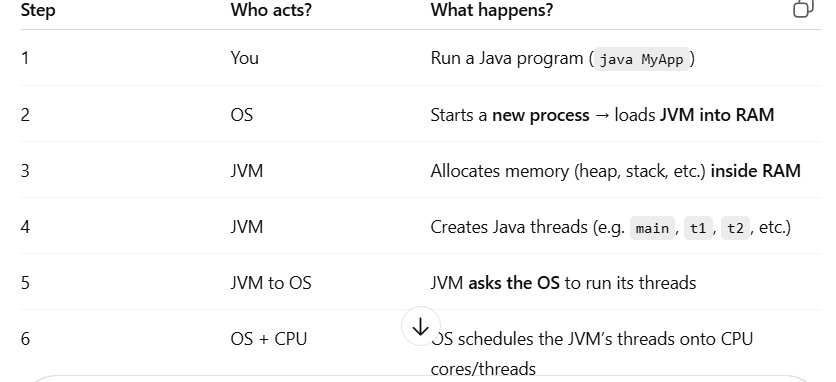 Step Who acts? What happens?
1 You Run a Java program (java MyApp)
2 OS Starts a new process → loads JVM into RAM
3 JVM Allocates memory (heap, stack, etc.) inside RAM
4 JVM Creates Java threads (e.g. main, t1, t2, etc.)
5 JVM to OS JVM asks the OS to run its threads
6 OS + CPU OS schedules the JVM’s threads onto CPU
cores/threads